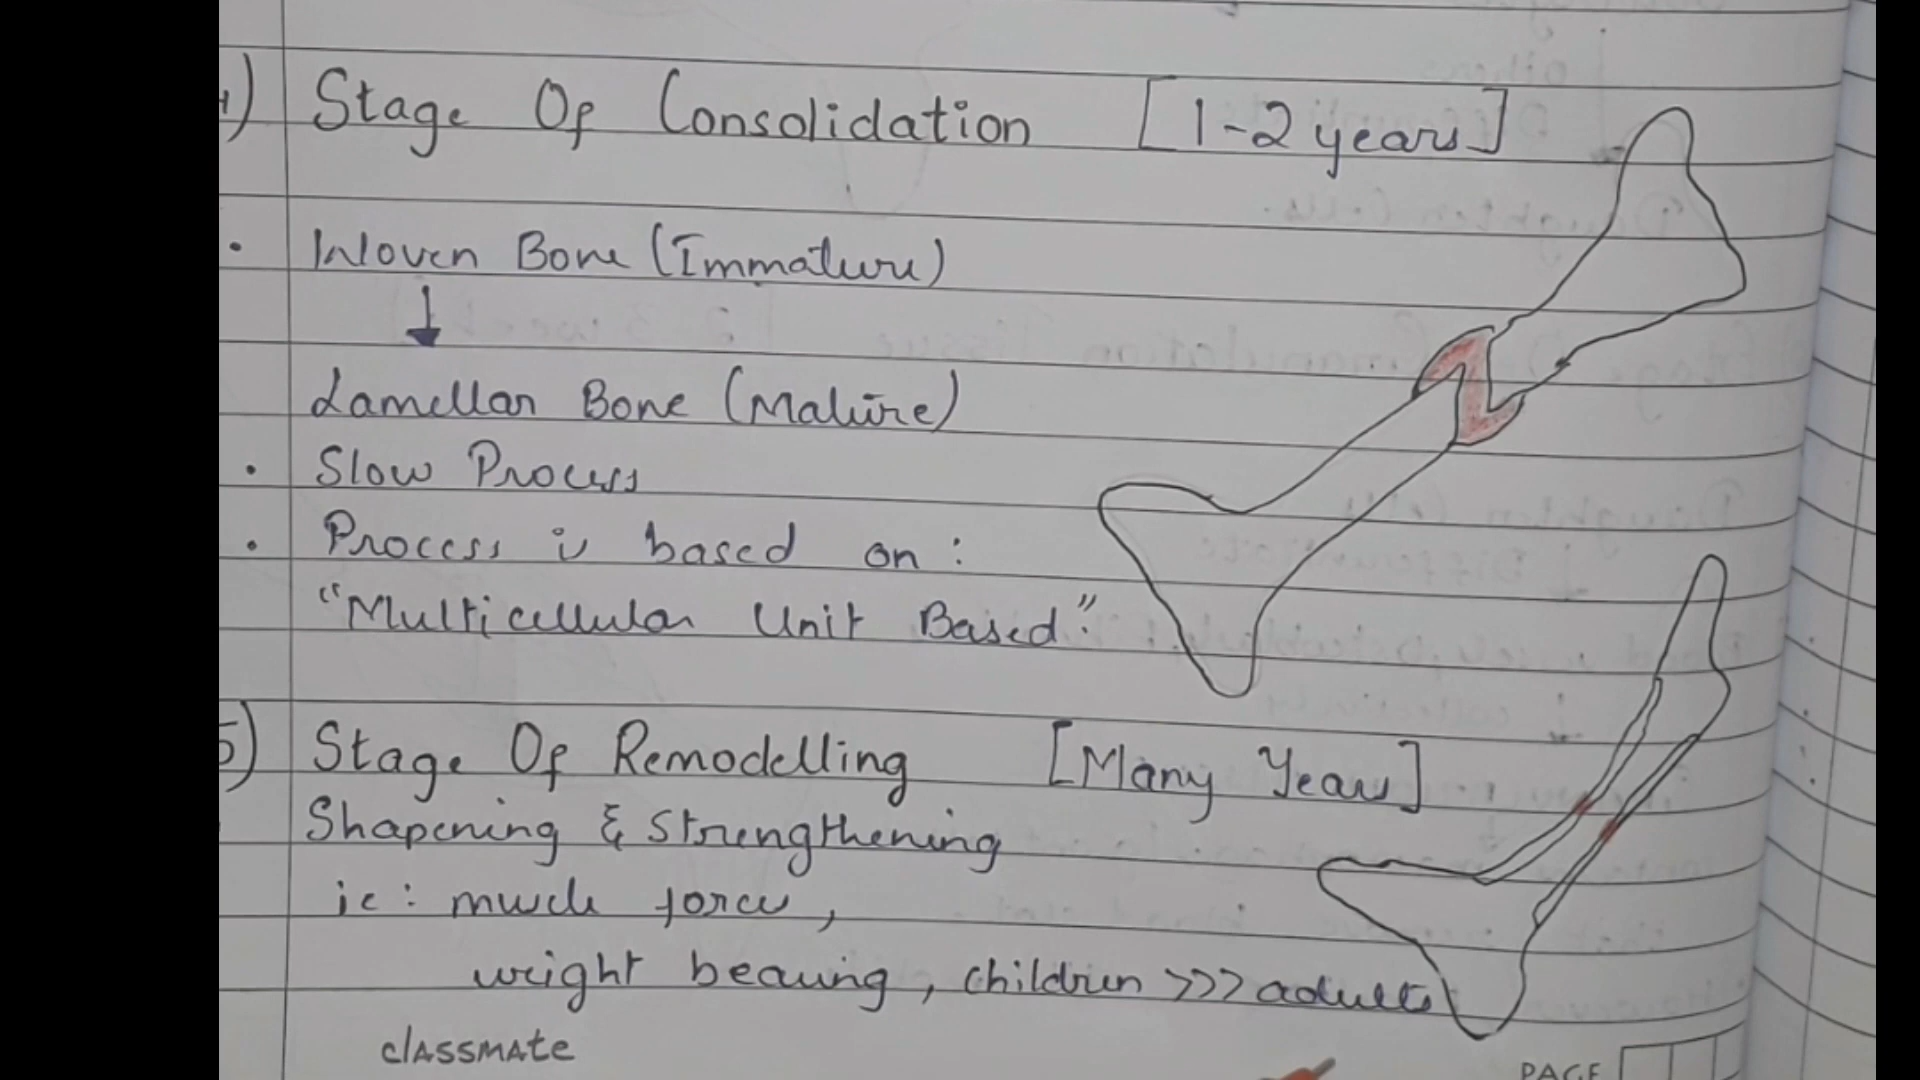 4) Stage Of Consolidation [1-2 years]
• Woven Bone (Immature)
↓
Lamellar Bone (Mature)
• Slow Process
• Process is based on:
"Multicellular Unit Based".
5) Stage Of Remodelling [Many Years]
Shapening & Strengthening
ie: muscle force,
weight bearing, children >>> adults
classmate
PAGE